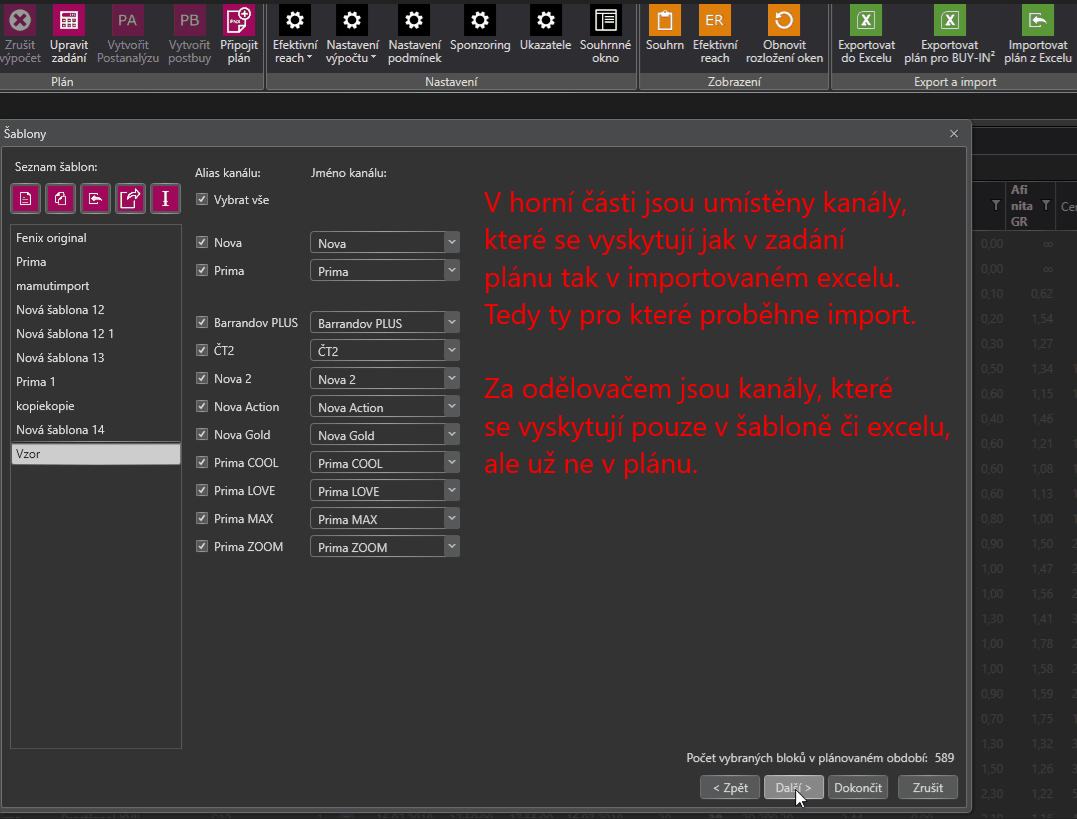 Zrušit výpočet
Upravit zadání
PA
Vytvořit Postanalýzu
PB
Vytvořit postbuy
Připojit plán
Efektivní reach
Nastavení výpočtu
Nastavení podmínek
Sponzoring
Ukazatele
Souhrnné okno
Souhrn
ER
Efektivní reach
Obnovit rozložení oken
Exportovat do Excelu
Exportovat plán pro BUY-IN²
Importovat plán z Excelu
Plán
Nastavení
Zobrazení
Export a import
Šablony
Seznam šablon:
Fenix original
Prima
mamutimport
Nová šablona 12
Nová šablona 12 1
Nová šablona 13
Prima 1
kopiekopie
Nová šablona 14
Vzor
Alias kanálu: Jméno kanálu:
Vybrat vše
Nova Nova
Prima Prima
Barrandov PLUS Barrandov PLUS
ČT2 ČT2
Nova 2 Nova 2
Nova Action Nova Action
Nova Gold Nova Gold
Prima COOL Prima COOL
Prima LOVE Prima LOVE
Prima MAX Prima MAX
Prima ZOOM Prima ZOOM
V horní části jsou umístěny kanály,
které se vyskytují jak v zadání
plánu tak v importovaném excelu.
Tedy ty pro které proběhne import.
Za odělovačem jsou kanály, které
se vyskytují pouze v šabloně či excelu,
ale už ne v plánu.
Počet vybraných bloků v plánovaném období: 589
< Zpět
Další >
Dokončit
Zrušit
Afi
nita
GR
0,00 ∞
0,00 ∞
0,10 0,62
0,20 1,54
0,30 1,27
0,50 1,34
0,60 1,15
0,40 1,46
0,60 1,21
0,60 1,08
0,60 1,13
0,80 1,00
0,90 1,50
1,00 1,47
1,00 1,56
1,30 1,41
1,00 1,78
1,00 1,58
0,90 1,59
0,70 1,75
1,30 1,32
1,50 1,26
2,30 1,22